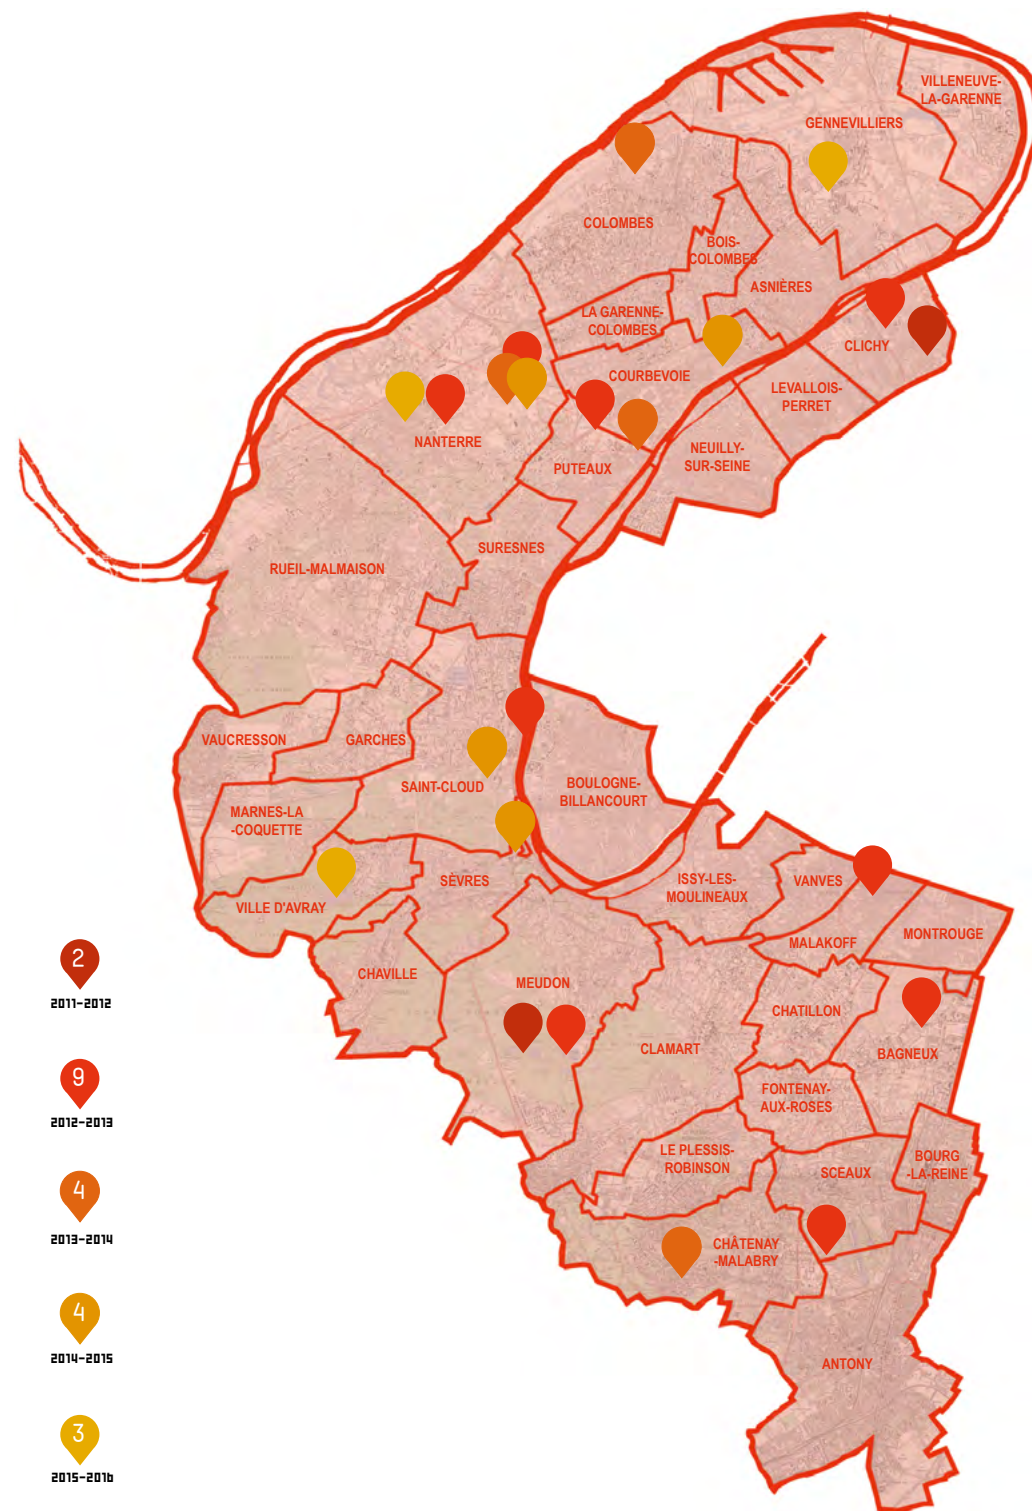 VILLENEUVE-
LA-GARENNE
GENNEVILLIERS
COLOMBES
BOIS-
COLOMBES
ASNIÈRES
LA GARENNE-
COLOMBES
CLICHY
COURBEVOIE
LEVALLOIS-
PERRET
NANTERRE
PUTEAUX
NEUILLY-
SUR-SEINE
SURESNES
RUEIL-MALMAISON
VAUCRESSON
GARCHES
SAINT-CLOUD
BOULOGNE-
BILLANCOURT
MARNES-LA
-COQUETTE
SÈVRES
ISSY-LES-
MOULINEAUX
VANVES
VILLE D'AVRAY
MALAKOFF
MONTROUGE
CHAVILLE
MEUDON
CHATILLON
CLAMART
BAGNEUX
FONTENAY-
AUX-ROSES
LE PLESSIS-
ROBINSON
SCEAUX
BOURG
-LA-REINE
CHÂTENAY
-MALABRY
ANTONY
2
2011-2012
9
2012-2013
4
2013-2014
4
2014-2015
3
2015-2016